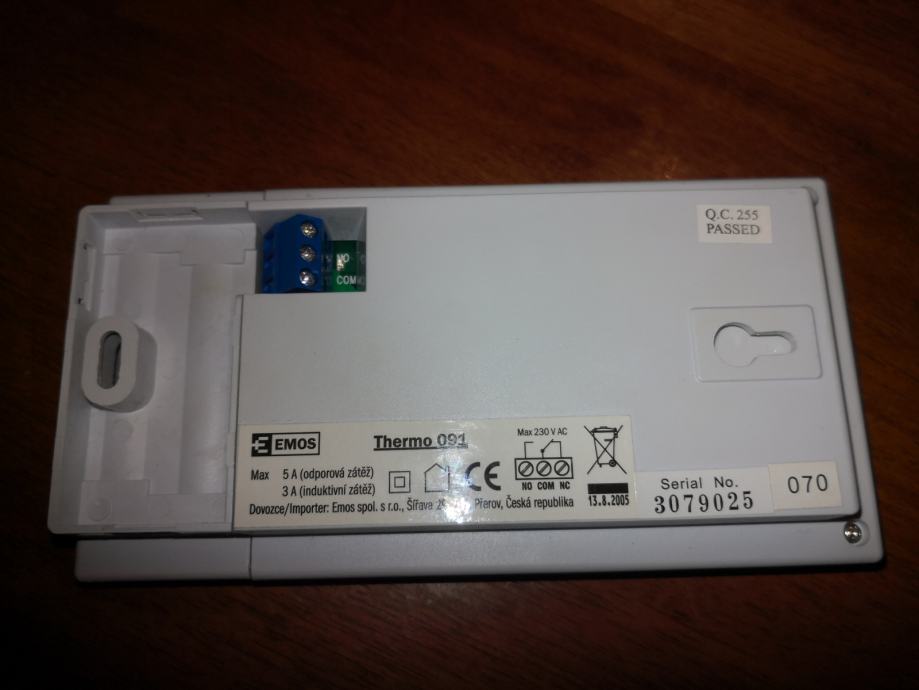 Q.C. 255
PASSED
NO
COM
EMOS
Thermo 091
Max 5 A (odporová zátěž)
3 A (induktivní zátěž)
Dovozce/Importer: Emos spol. s r.o., Šířava Přerov, Česká republika
CE
Max 230 V AC
NO COM NC
13.8.2005
Serial No.
3079025
070